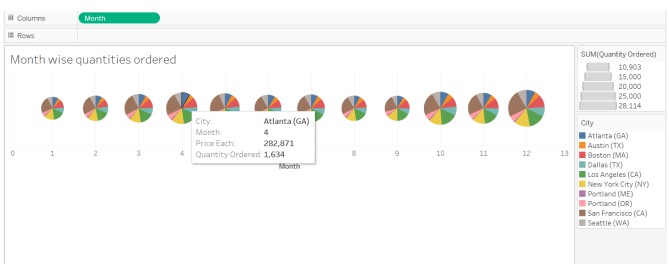 Columns
Month
Rows
Month wise quantities ordered
City: Atlanta (GA)
Month: 4
Price Each: 282,871
Quantity Ordered: 1,634
0 1 2 3 4 8 9 10 11 12 13
Month
SUM(Quantity Ordered)
10,903
15,000
20,000
25,000
28,114
City
Atlanta (GA)
Austin (TX)
Boston (MA)
Dallas (TX)
Los Angeles (CA)
New York City (NY)
Portland (ME)
Portland (OR)
San Francisco (CA)
Seattle (WA)